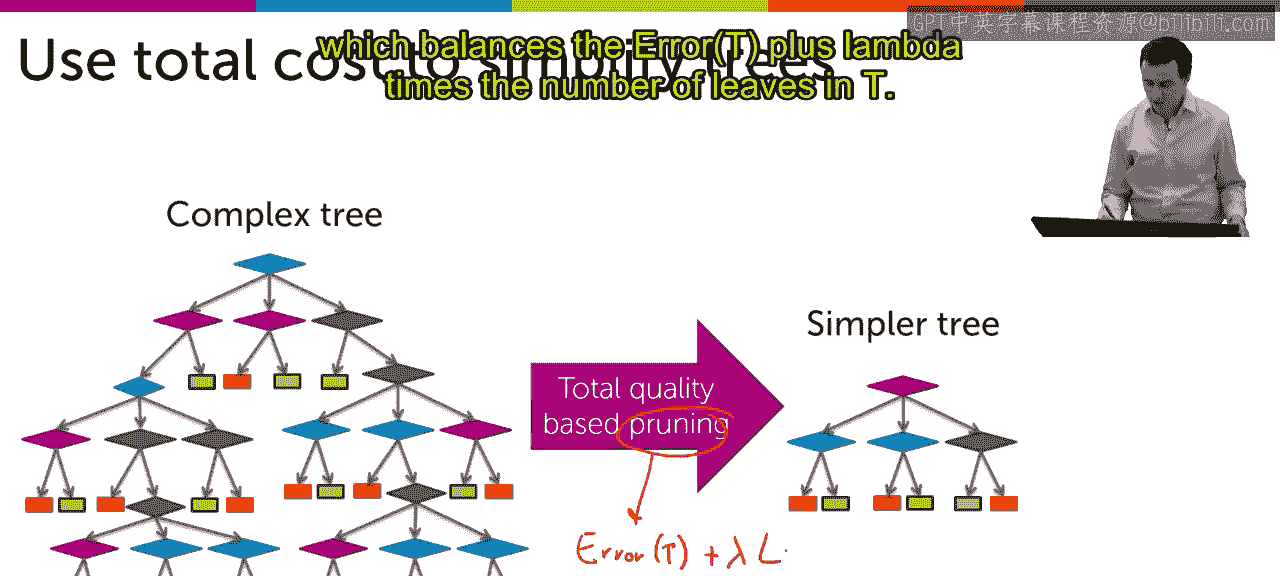 GPT中英字幕课程资源@bilibili.com
Use total cost to simplify trees
which balances the Error(T) plus lambda
times the number of leaves in T.
Complex tree
Simpler tree
Total quality
based pruning
Error(T) + λ L